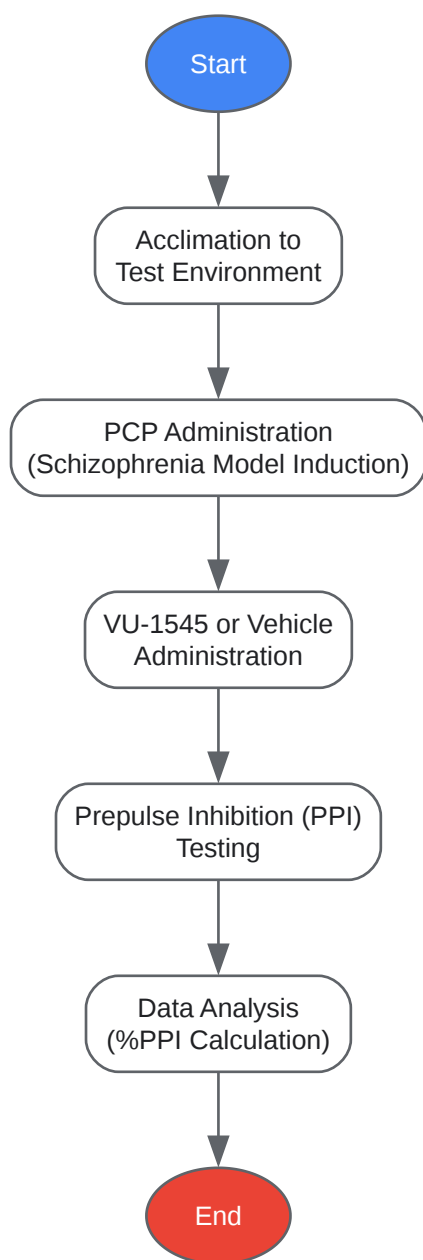 Start
Acclimation to
Test Environment
PCP Administration
(Schizophrenia Model Induction)
VU-1545 or Vehicle
Administration
Prepulse Inhibition (PPI)
Testing
Data Analysis
(%PPI Calculation)
End